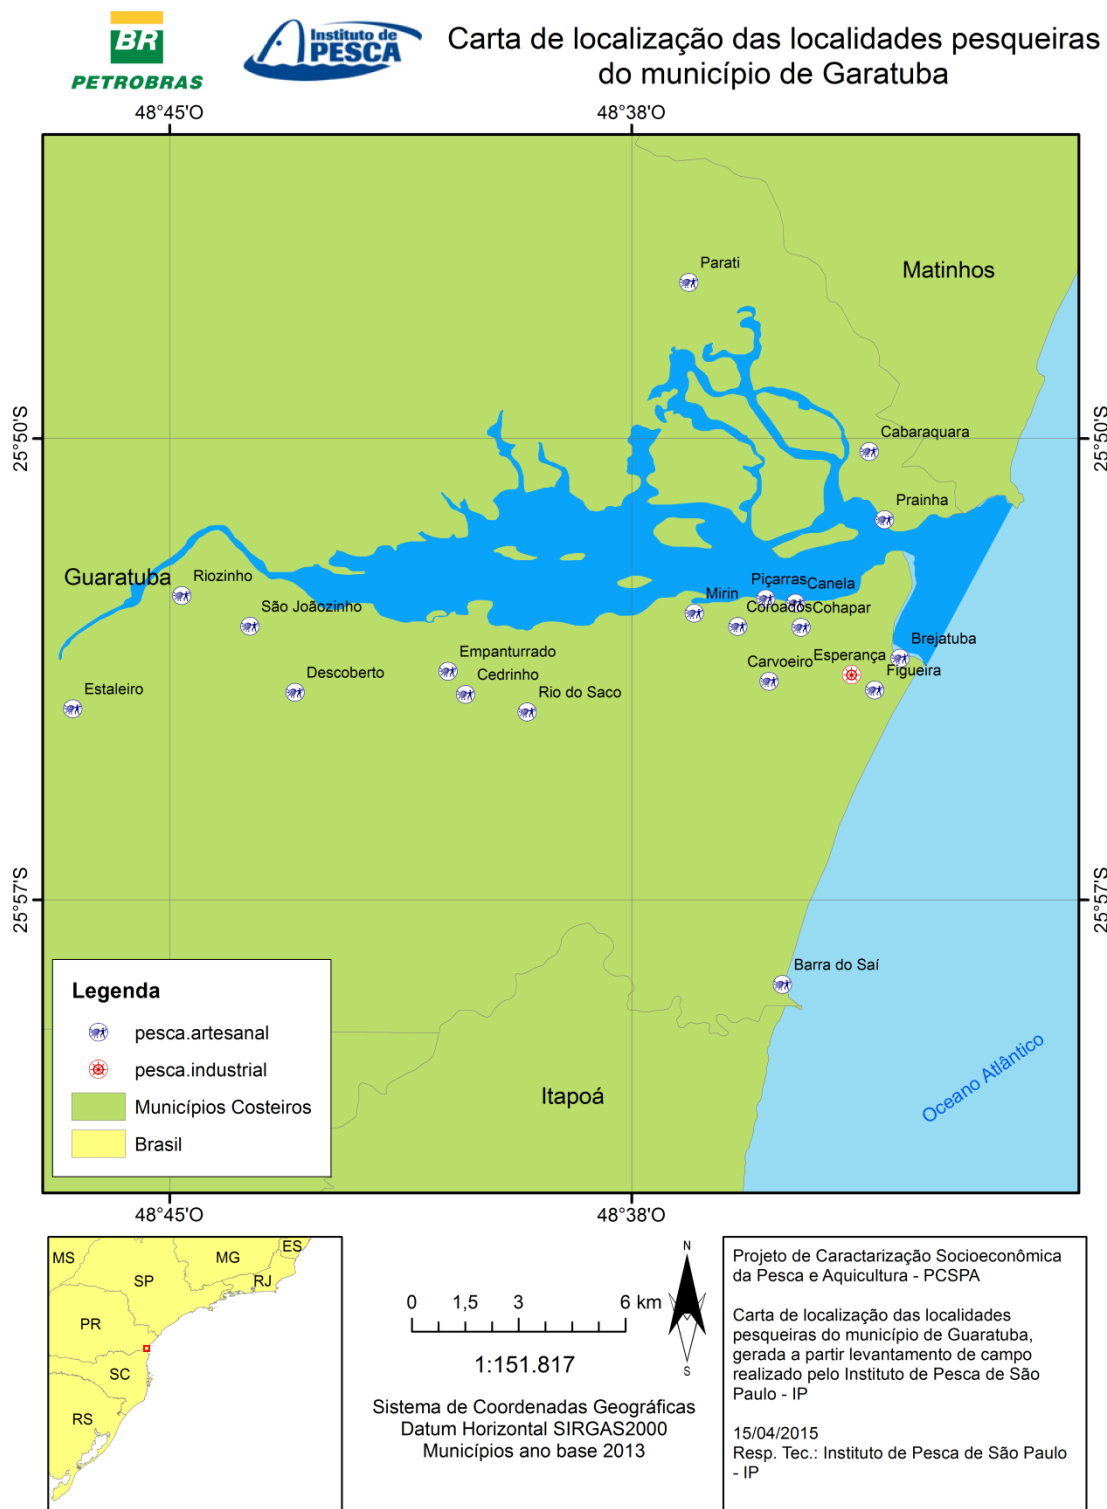 BR
PETROBRAS
Instituto de
PESCA
Carta de localização das localidades pesqueiras
do município de Garatuba
48°45'O
48°38'O
Parati
Matinhos
25°50'S
25°50'S
Cabaraquara
Prainha
Guaratuba
Riozinho
São Joãozinho
Mirin
Piçarras
Canela
Coroados
Cohapar
Brejatuba
Esperança
Figueira
Carvoeiro
Empanturrado
Cedrinho
Rio do Saco
Descoberto
Estaleiro
25°57'S
25°57'S
Barra do Saí
Oceano Atlântico
Itapoá
Legenda
pesca.artesanal
pesca.industrial
Municípios Costeiros
Brasil
48°45'O
48°38'O
MS
MG
ES
SP
RJ
PR
SC
RS
0 1,5 3 6 km
N
S
1:151.817
Sistema de Coordenadas Geográficas
Datum Horizontal SIRGAS2000
Municípios ano base 2013
Projeto de Caractarização Socioeconômica
da Pesca e Aquicultura - PCSPA
Carta de localização das localidades
pesqueiras do município de Guaratuba,
gerada a partir levantamento de campo
realizado pelo Instituto de Pesca de São
Paulo - IP
15/04/2015
Resp. Tec.: Instituto de Pesca de São Paulo
- IP